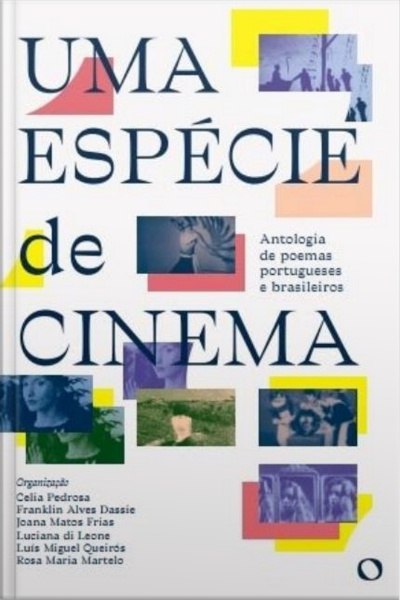 UMA
ESPÉCIE
de
CINEMA
Antologia
de poemas
portugueses
e brasileiros
Organização
Celia Pedrosa
Franklin Alves Dassie
Joana Matos Frias
Luciana di Leone
Luís Miguel Queirós
Rosa Maria Martelo